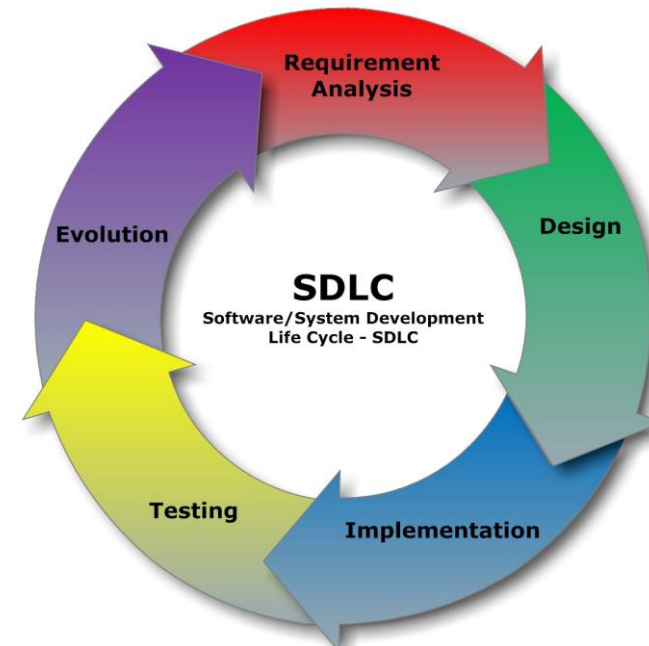 Requirement
Analysis
Design
Implementation
Testing
Evolution
SDLC
Software/System Development
Life Cycle - SDLC